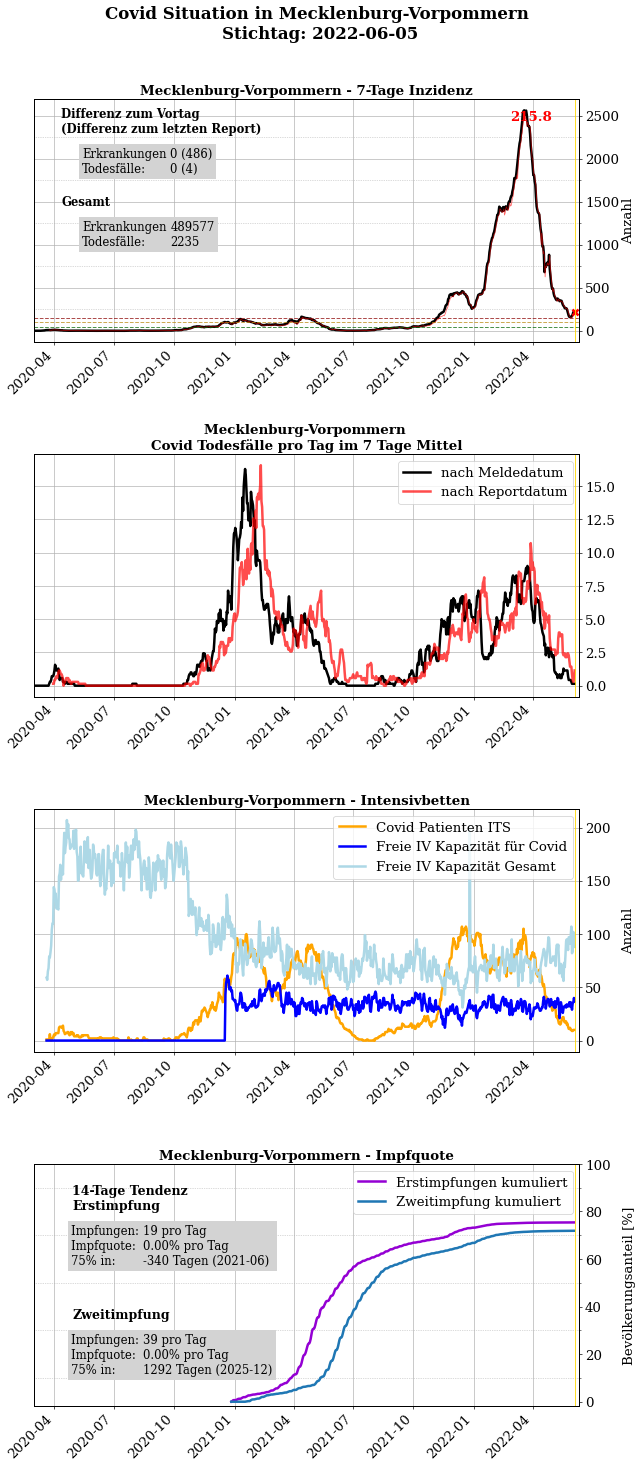 Covid Situation in Mecklenburg-Vorpommern
Stichtag: 2022-06-05
Mecklenburg-Vorpommern - 7-Tage Inzidenz
Differenz zum Vortag
(Differenz zum letzten Report)
Erkrankungen 0 (486)
Todesfälle: 0 (4)
Gesamt
Erkrankungen 489577
Todesfälle: 2235
2500
2000
1500
1000
500
0
Anzahl
2020-04
2020-07
2020-10
2021-01
2021-04
2021-07
2021-10
2022-01
2022-04
Mecklenburg-Vorpommern
Covid Todesfälle pro Tag im 7 Tage Mittel
nach Meldedatum
nach Reportdatum
15.0
12.5
10.0
7.5
5.0
2.5
0.0
2020-04
2020-07
2020-10
2021-01
2021-04
2021-07
2021-10
2022-01
2022-04
Mecklenburg-Vorpommern - Intensivbetten
Covid Patienten ITS
Freie IV Kapazität für Covid
Freie IV Kapazität Gesamt
200
150
100
50
0
Anzahl
2020-04
2020-07
2020-10
2021-01
2021-04
2021-07
2021-10
2022-01
2022-04
Mecklenburg-Vorpommern - Impfquote
14-Tage Tendenz
Erstimpfung
Impfungen: 19 pro Tag
Impfquote: 0.00% pro Tag
75% in: -340 Tagen (2021-06)
Zweitimpfung
Impfungen: 39 pro Tag
Impfquote: 0.00% pro Tag
75% in: 1292 Tagen (2025-12)
Erstimpfungen kumuliert
Zweitimpfung kumuliert
100
80
60
40
20
0
Bevölkerungsanteil [%]
2020-04
2020-07
2020-10
2021-01
2021-04
2021-07
2021-10
2022-01
2022-04